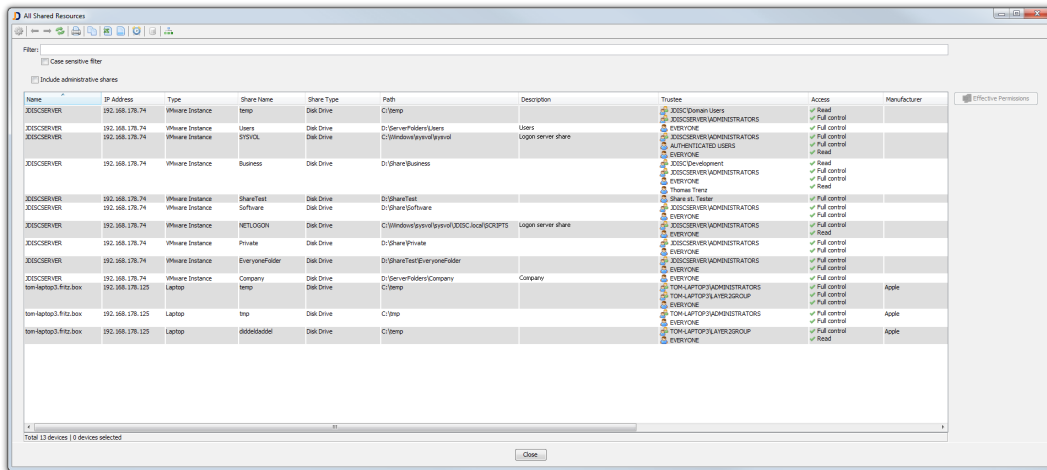 All Shared Resources
Filter:
Case sensitive filter
Include administrative shares
Name IP Address Type Share Name Share Type Path Description Trustee Access Manufacturer
Effective Permissions
JDISCSERVER 192.168.178.74 VMware Instance temp Disk Drive C:\temp JDISC\Domain Users Read
JDISCSERVER\ADMINISTRATORS Full control
JDISCSERVER 192.168.178.74 VMware Instance Users Disk Drive D:\ServerFolders\Users Users EVERYONE Full control
JDISCSERVER 192.168.178.74 VMware Instance SYSVOL Disk Drive C:\Windows\sysvol\sysvol Logon server share JDISCSERVER\ADMINISTRATORS Full control
AUTHENTICATED USERS Full control
EVERYONE Read
JDISCSERVER 192.168.178.74 VMware Instance Business Disk Drive D:\Share\Business JDISC\Development Read
JDISCSERVER\ADMINISTRATORS Full control
EVERYONE Full control
Thomas Trenz Read
JDISCSERVER 192.168.178.74 VMware Instance ShareTest Disk Drive D:\ShareTest Share st. Tester Full control
JDISCSERVER 192.168.178.74 VMware Instance Software Disk Drive D:\Share\Software JDISCSERVER\ADMINISTRATORS Full control
EVERYONE Full control
JDISCSERVER 192.168.178.74 VMware Instance NETLOGON Disk Drive C:\Windows\sysvol\sysvol\JDISC.local\SCRIPTS Logon server share JDISCSERVER\ADMINISTRATORS Full control
EVERYONE Read
JDISCSERVER 192.168.178.74 VMware Instance Private Disk Drive D:\Share\Private JDISCSERVER\ADMINISTRATORS Full control
EVERYONE Full control
JDISCSERVER 192.168.178.74 VMware Instance EveryoneFolder Disk Drive D:\ShareTest\EveryoneFolder JDISCSERVER\ADMINISTRATORS Full control
EVERYONE Full control
JDISCSERVER 192.168.178.74 VMware Instance Company Disk Drive D:\ServerFolders\Company Company EVERYONE Full control
tom-laptop3.fritz.box 192.168.178.125 Laptop temp Disk Drive C:\temp TOM-LAPTOP3\ADMINISTRATORS Full control Apple
TOM-LAPTOP3\LAYER2GROUP Full control
EVERYONE Full control
tom-laptop3.fritz.box 192.168.178.125 Laptop tmp Disk Drive C:\tmp TOM-LAPTOP3\ADMINISTRATORS Full control Apple
EVERYONE Full control
tom-laptop3.fritz.box 192.168.178.125 Laptop diddeldaddel Disk Drive C:\temp TOM-LAPTOP3\LAYER2GROUP Full control Apple
EVERYONE Read
Total 13 devices | 0 devices selected
Close